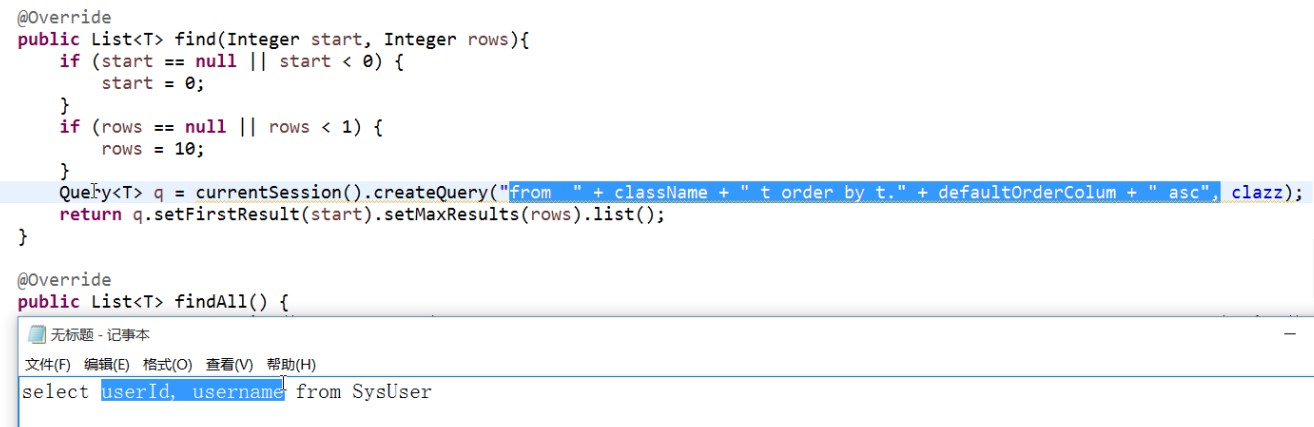 @Override
public List<T> find(Integer start, Integer rows){
if (start == null || start < 0) {
start = 0;
}
if (rows == null || rows < 1) {
rows = 10;
}
Query<T> q = currentSession().createQuery("from  " + className + " t order by t." + defaultOrderColum + " asc", clazz);
return q.setFirstResult(start).setMaxResults(rows).list();
}
@Override
public List<T> findAll() {
无标题 - 记事本
文件(F) 编辑(E) 格式(O) 查看(V) 帮助(H)
select userId, username from SysUser